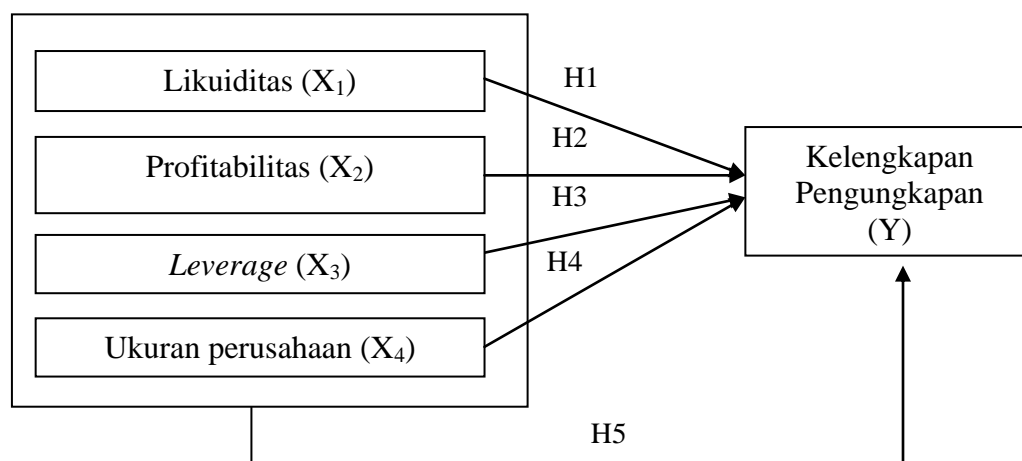 Likuiditas (X₁)
H1
H2
Profitabilitas (X₂)
H3
Leverage (X₃)
H4
Ukuran perusahaan (X₄)
Kelengkapan
Pengungkapan
(Y)
H5